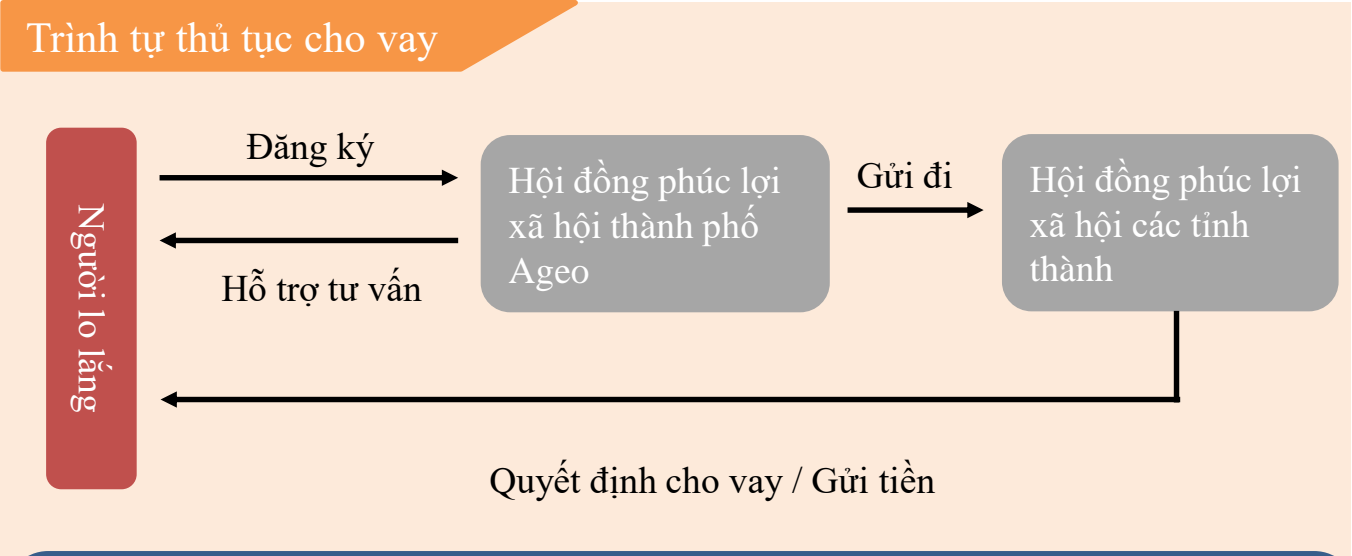 Trình tự thủ tục cho vay
Người lo lắng
Đăng ký
Hỗ trợ tư vấn
Hội đồng phúc lợi
xã hội thành phố
Ageo
Gửi đi
Hội đồng phúc lợi
xã hội các tỉnh
thành
Quyết định cho vay / Gửi tiền